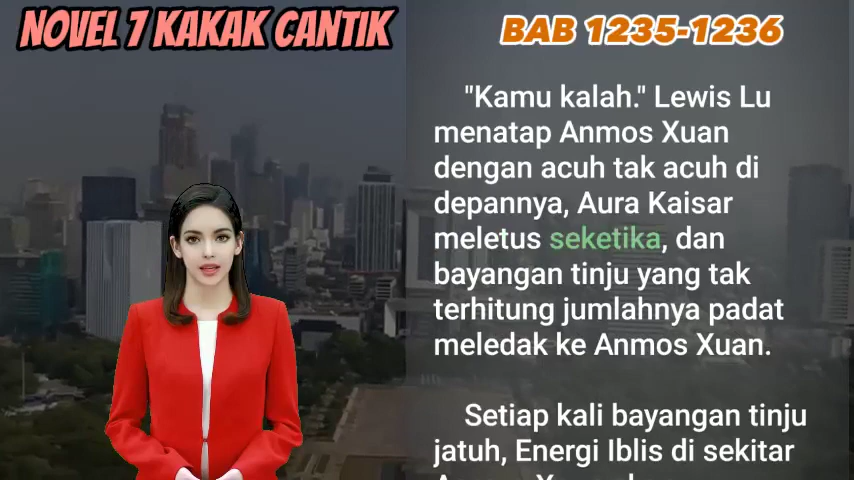 NOVEL 7 KAKAK CANTIK
BAB 1235-1236
"Kamu kalah." Lewis Lu
menatap Anmos Xuan
dengan acuh tak acuh di
depannya, Aura Kaisar
meletus seketika, dan
bayangan tinju yang tak
terhitung jumlahnya padat
meledak ke Anmos Xuan.
Setiap kali bayangan tinju
jatuh, Energi Iblis di sekitar